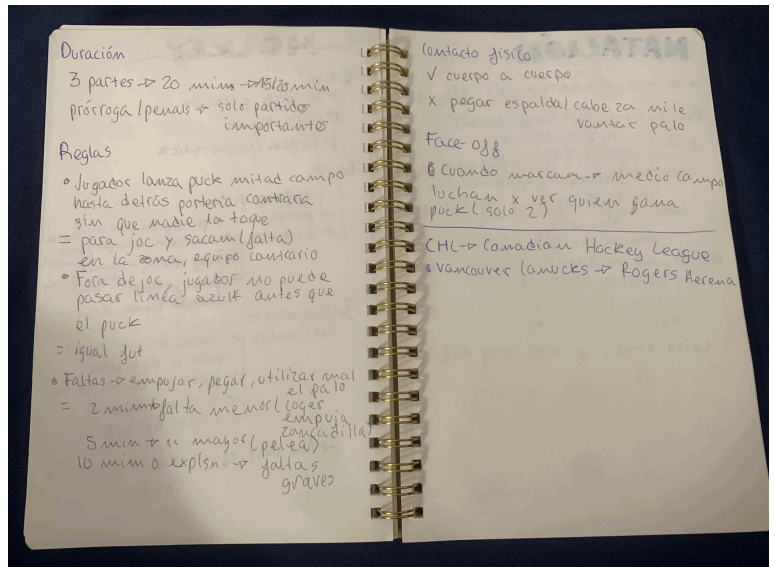 Duración
3 partes → 20 mins → 15/20 min
prórroga/penals → solo partidos
importantes
Reglas
• Jugador lanza puck mitad campo
hasta detrás porteria contraria
sin que nadie la toque
= para joc y sacam (falta)
en la zona, equipo contrario
• Fora de joc, jugador no puede
pasar línea azul antes que
el puck
= igual fut
• Faltas → empujar, pegar, utilizar mal
el palo
= 2 min → falta menor (coger
empuja
zancadilla)
5 min → " mayor (pelea)
10 min o explsn. → faltas
graves
Contacto físico
√ cuerpo a cuerpo
x pegar espalda/cabeza ni le
vantar palo
Face-off
Cuando marcan → medio campo
luchan x ver quien gana
puck (solo 2)
CHL → Canadian Hockey League
• Vancouver Canucks → Rogers Aerena